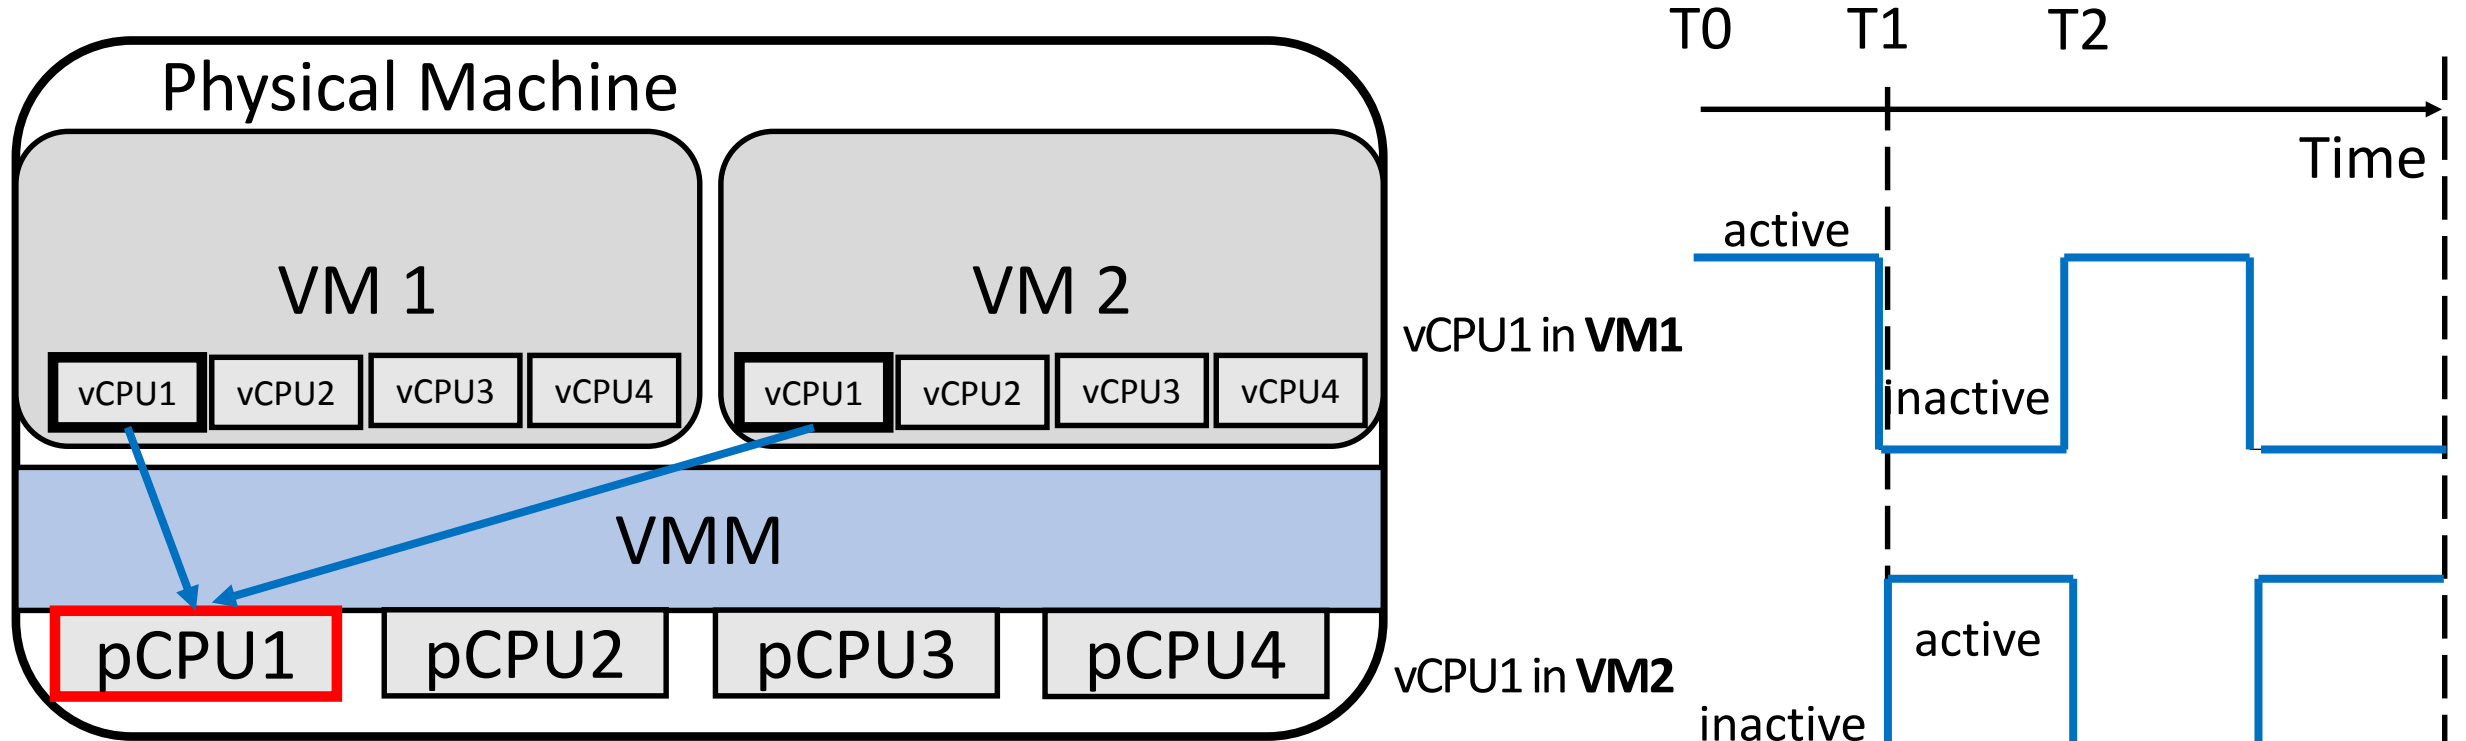 Physical Machine
VM 1
vCPU1 vCPU2 vCPU3 vCPU4
VM 2
vCPU1 vCPU2 vCPU3 vCPU4
VMM
pCPU1 pCPU2 pCPU3 pCPU4
T0 T1 T2
Time
active
vCPU1 in VM1
inactive
active
vCPU1 in VM2
inactive